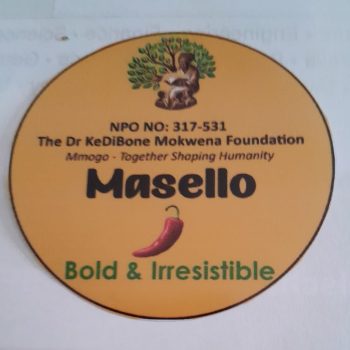 NPO NO: 317-531
The Dr KeDiBone Mokwena Foundation
Mmogo - Together Shaping Humanity
Masello
Bold & Irresistible